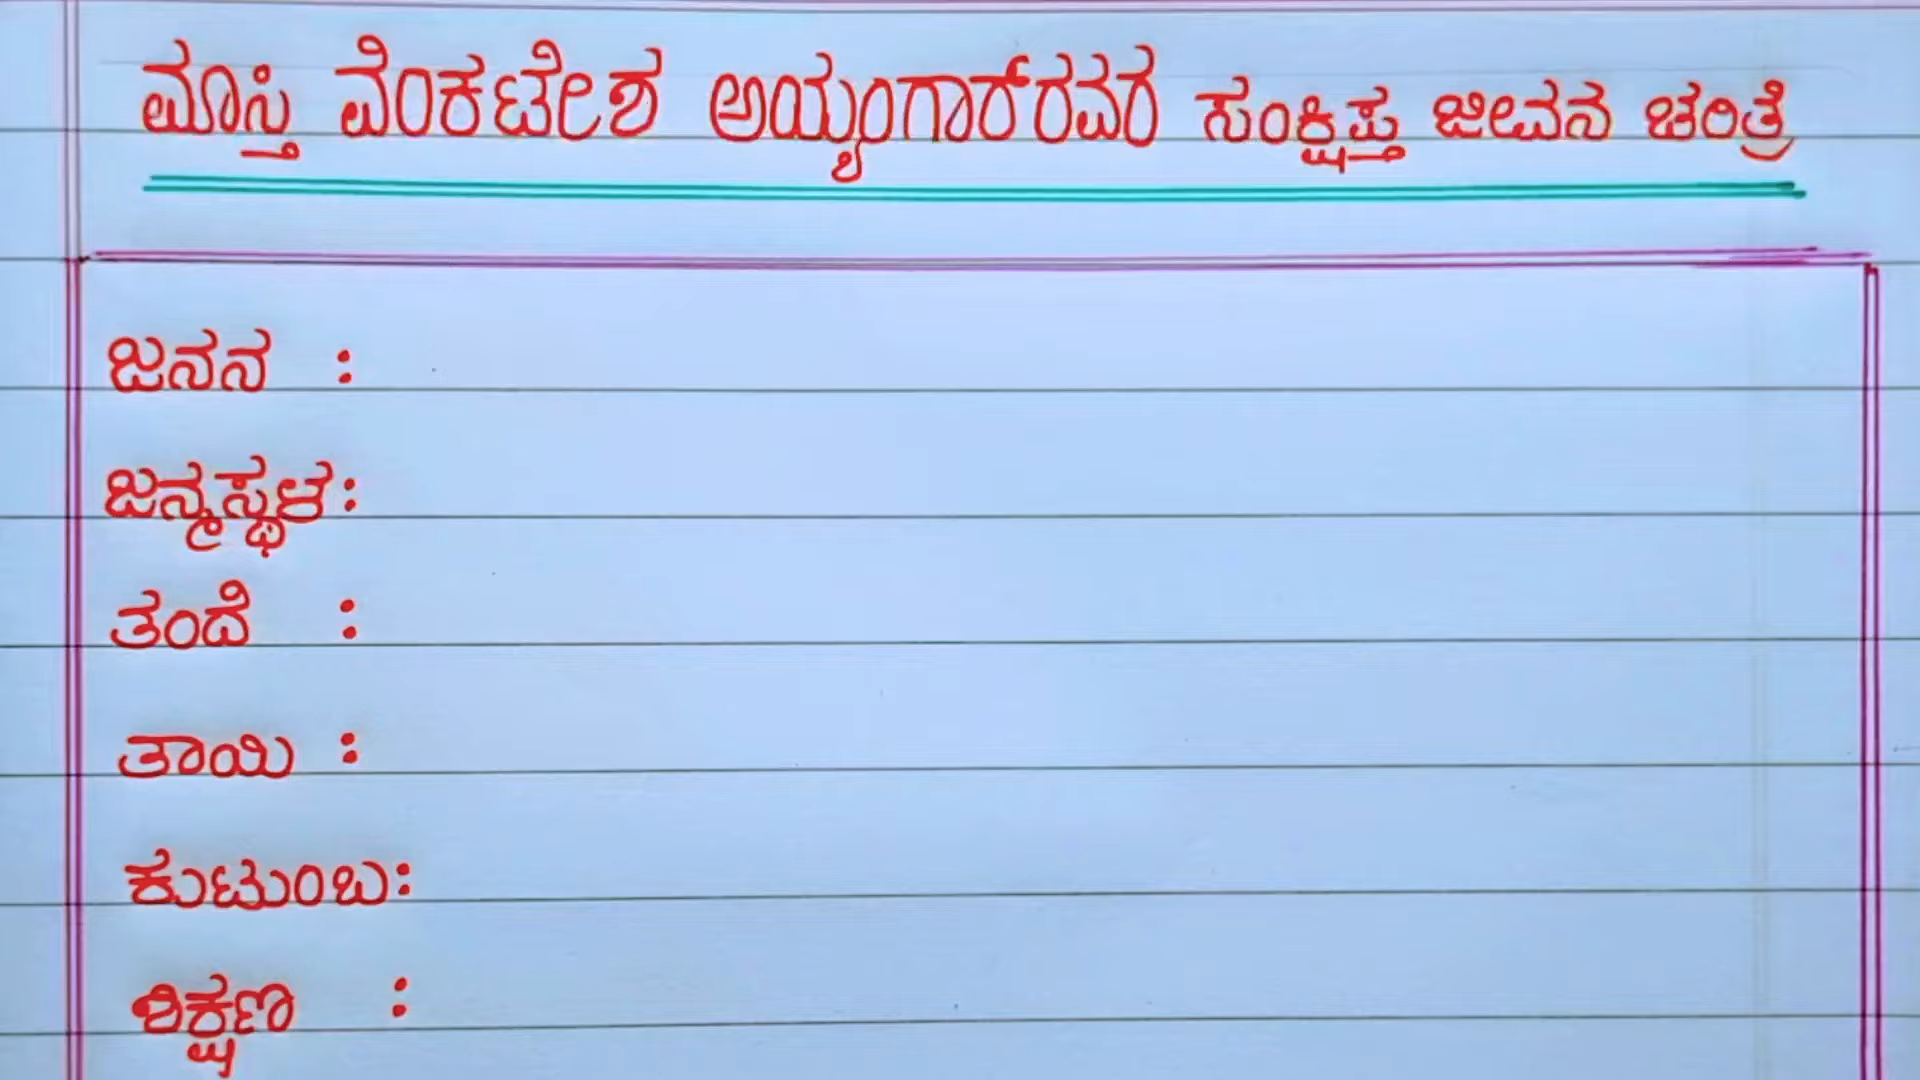 ಮಾಸ್ತಿ ವೆಂಕಟೇಶ ಅಯ್ಯಂಗಾರ್‌ರವರ ಸಂಕ್ಷಿಪ್ತ ಜೀವನ ಚರಿತ್ರೆ
ಜನನ :
ಜನ್ಮಸ್ಥಳ:
ತಂದೆ :
ತಾಯಿ :
ಕುಟುಂಬ:
ಶಿಕ್ಷಣ :